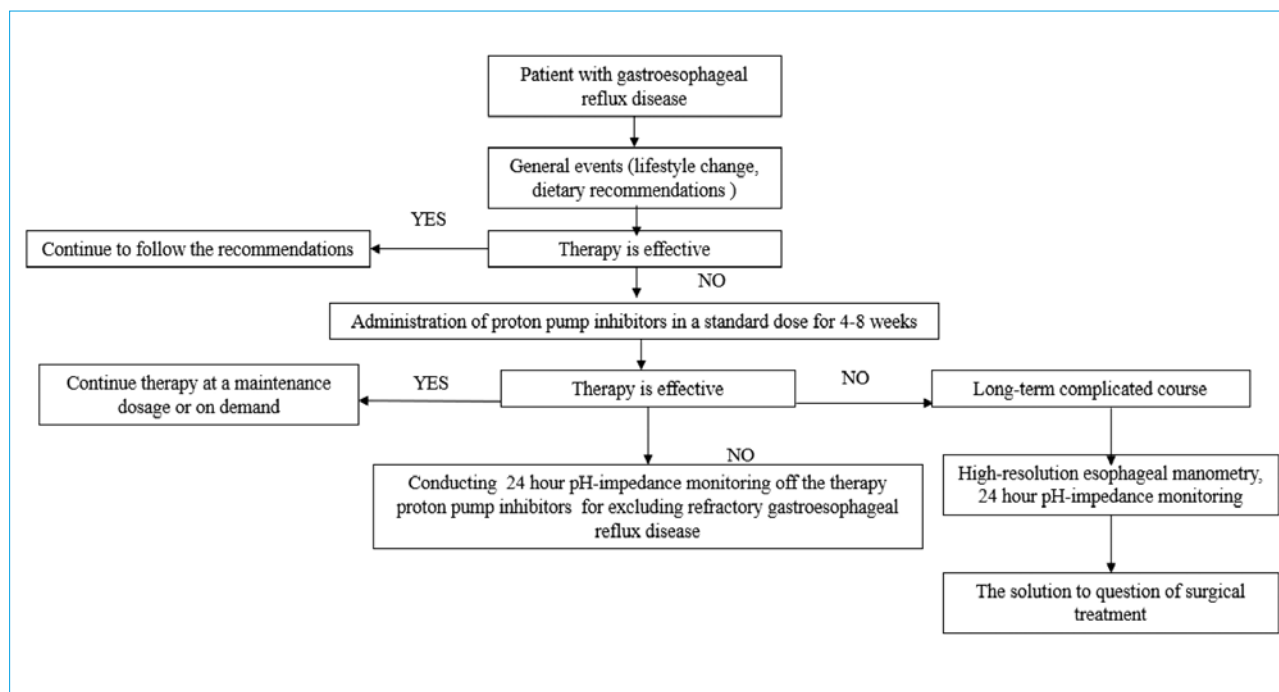 Patient with gastroesophageal
reflux disease
General events (lifestyle change,
dietary recommendations )
YES
Continue to follow the recommendations
Therapy is effective
NO
Administration of proton pump inhibitors in a standard dose for 4-8 weeks
Continue therapy at a maintenance
dosage or on demand
YES
Therapy is effective
NO
Long-term complicated course
NO
Conducting 24 hour pH-impedance monitoring off the therapy
proton pump inhibitors for excluding refractory gastroesophageal
reflux disease
High-resolution esophageal manometry,
24 hour pH-impedance monitoring
The solution to question of surgical
treatment